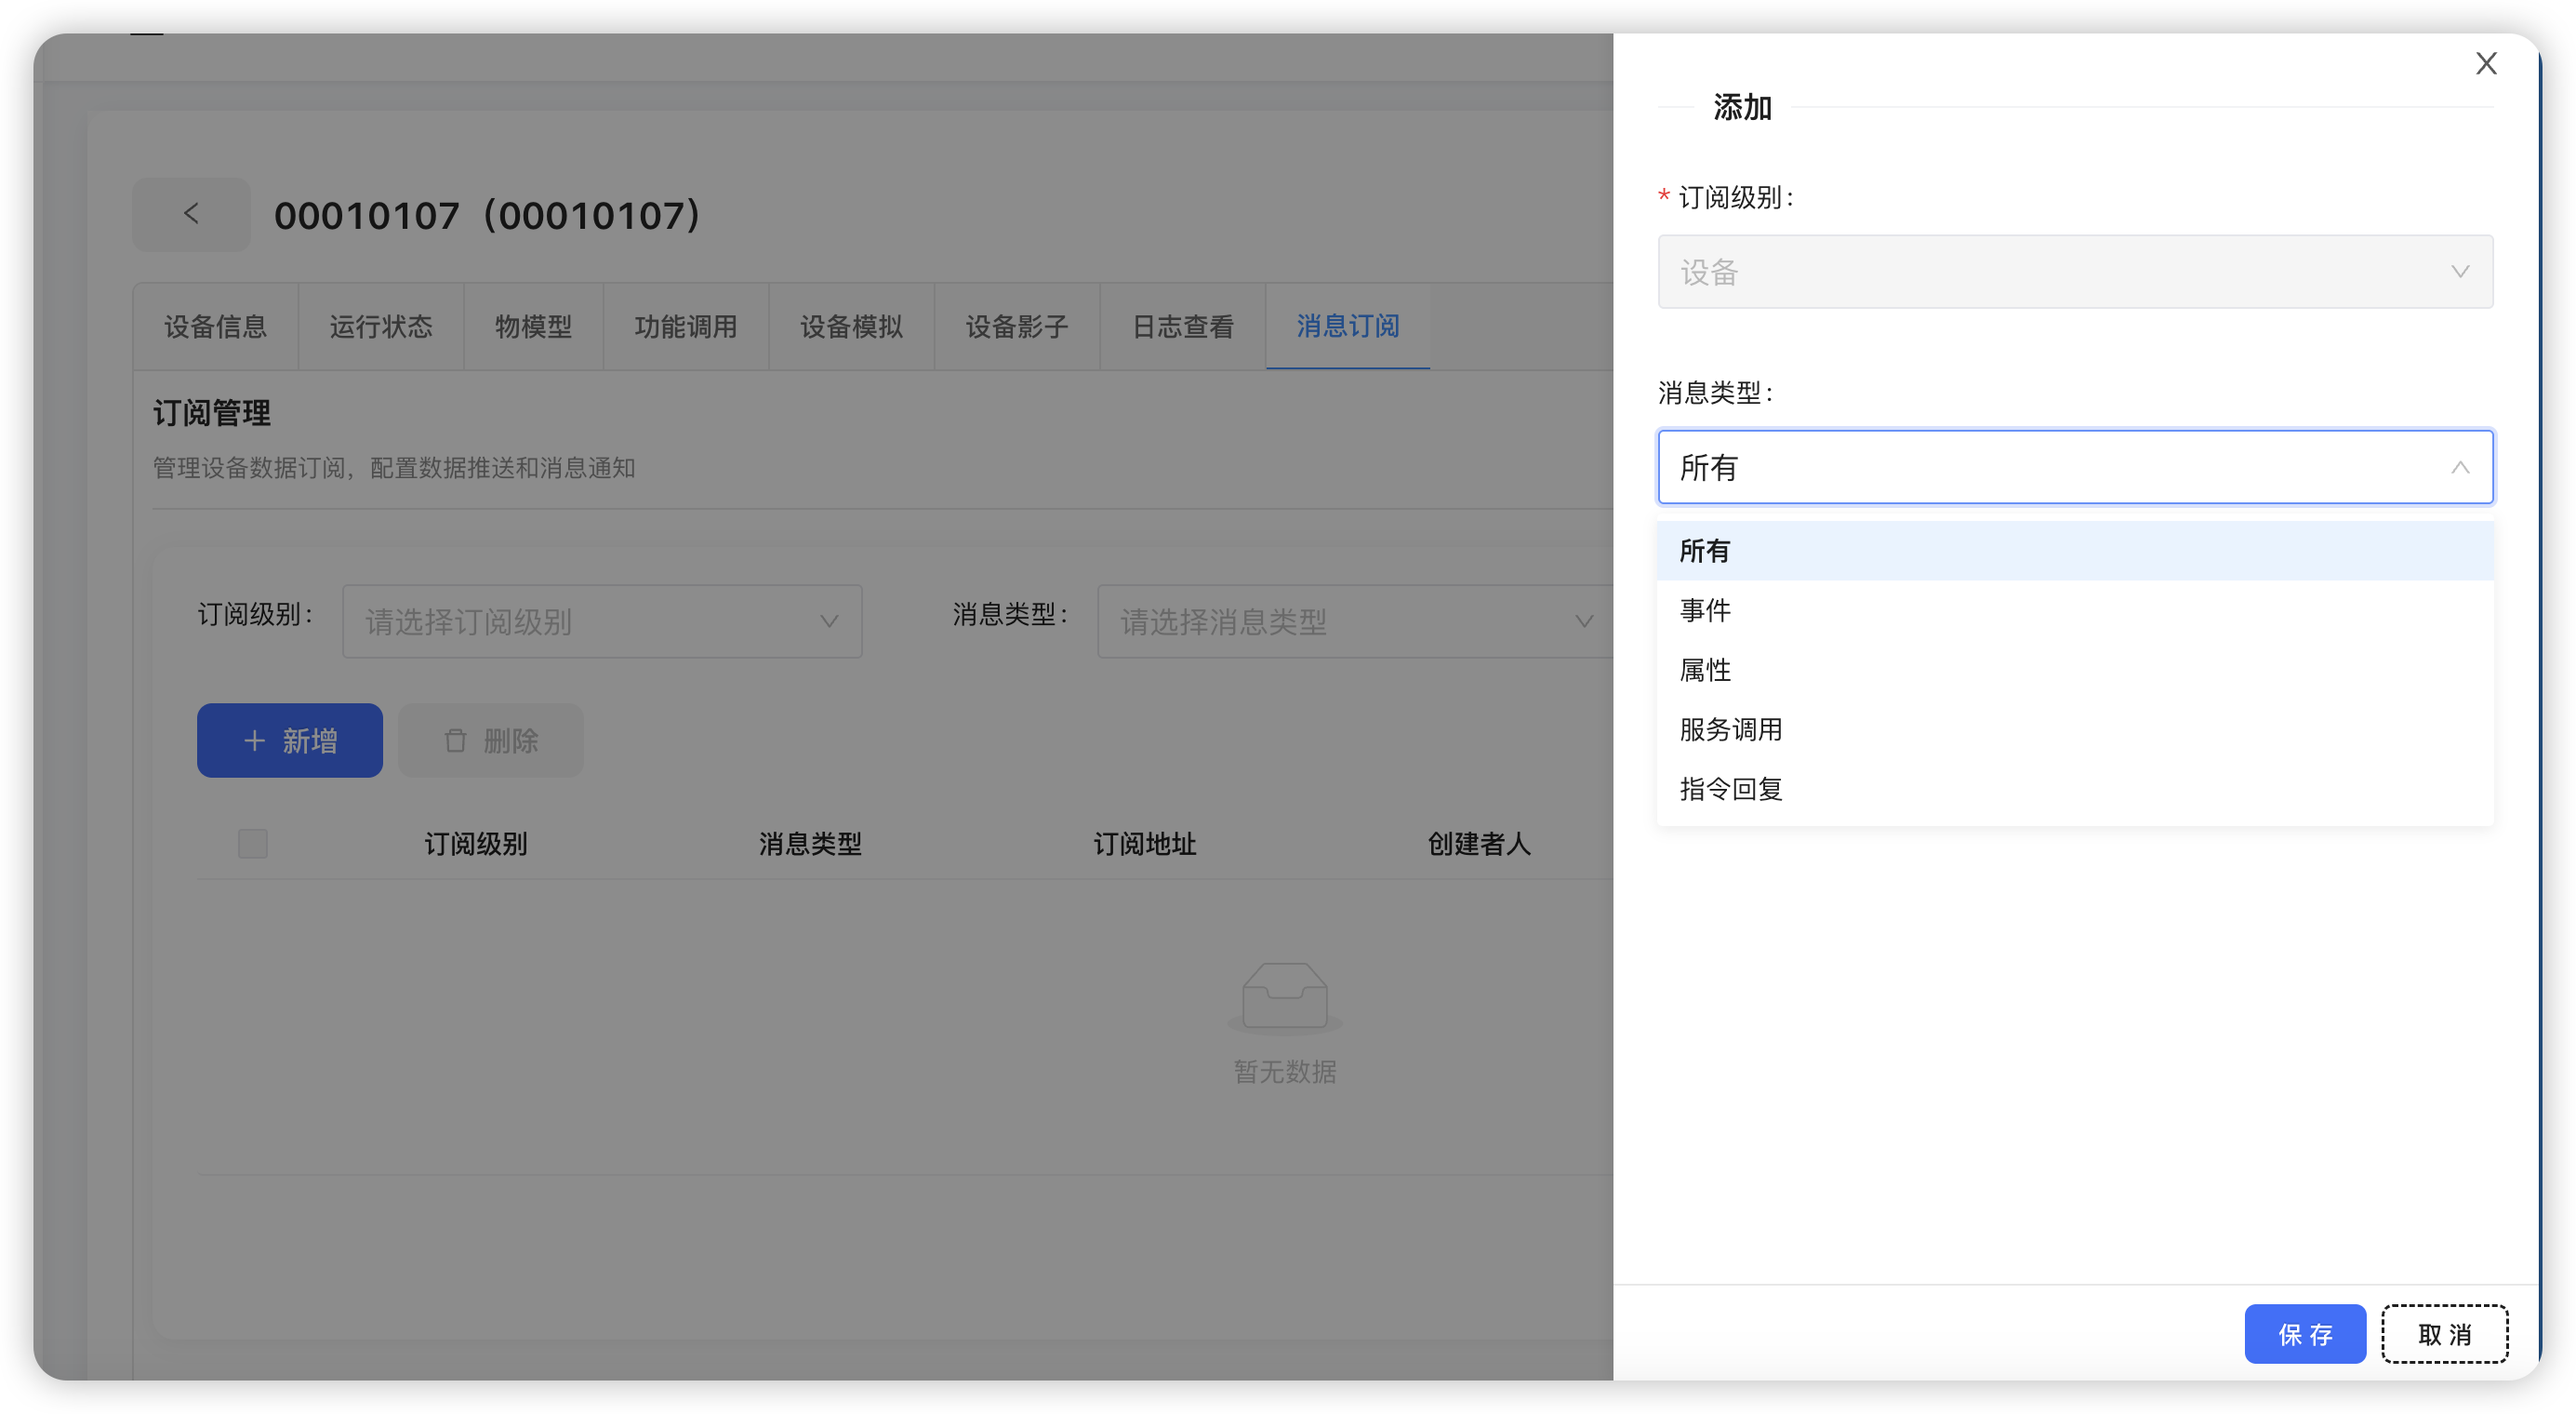 00010107（00010107）
设备信息 运行状态 物模型 功能调用 设备模拟 设备影子 日志查看 消息订阅
订阅管理
管理设备数据订阅，配置数据推送和消息通知
订阅级别： 请选择订阅级别 消息类型： 请选择消息类型
新增 删除
订阅级别 消息类型 订阅地址 创建者人
暂无数据
添加
* 订阅级别：
设备
消息类型：
所有
所有
事件
属性
服务调用
指令回复
保 存 取 消